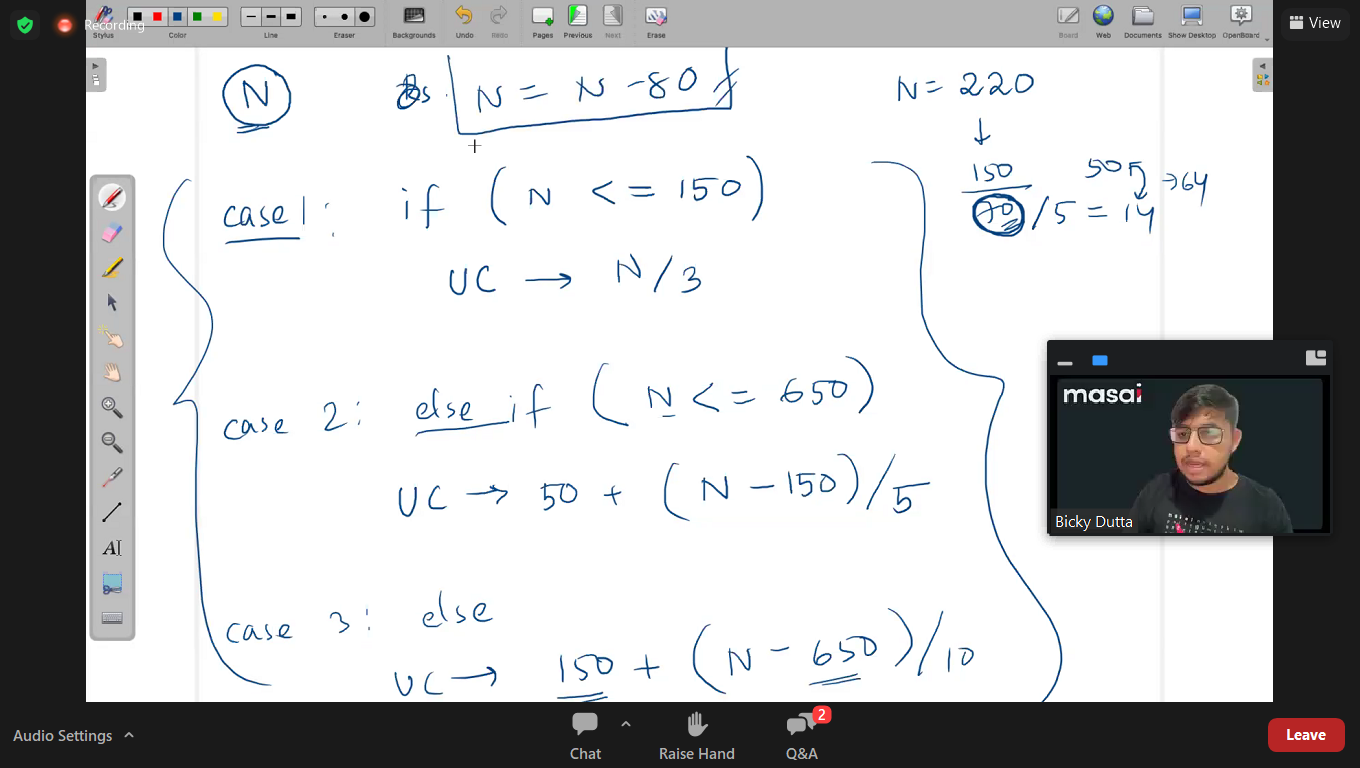 Recording
Stylus
Color
Line
Eraser
Backgrounds
Undo
Redo
Pages
Previous
Next
Erase
Board
Web
Documents
Show Desktop
OpenBoard
View
N
N = N - 80
N = 220
150
70 / 5 = 14
50
→ 64
case 1: if ( N <= 150 )
UC → N / 3
case 2: else if ( N <= 650 )
UC → 50 + ( N - 150 ) / 5
case 3: else
UC → 150 + ( N - 650 ) / 10
AI
masai
Bicky Dutta
Audio Settings
Chat
Raise Hand
2
Q&A
Leave